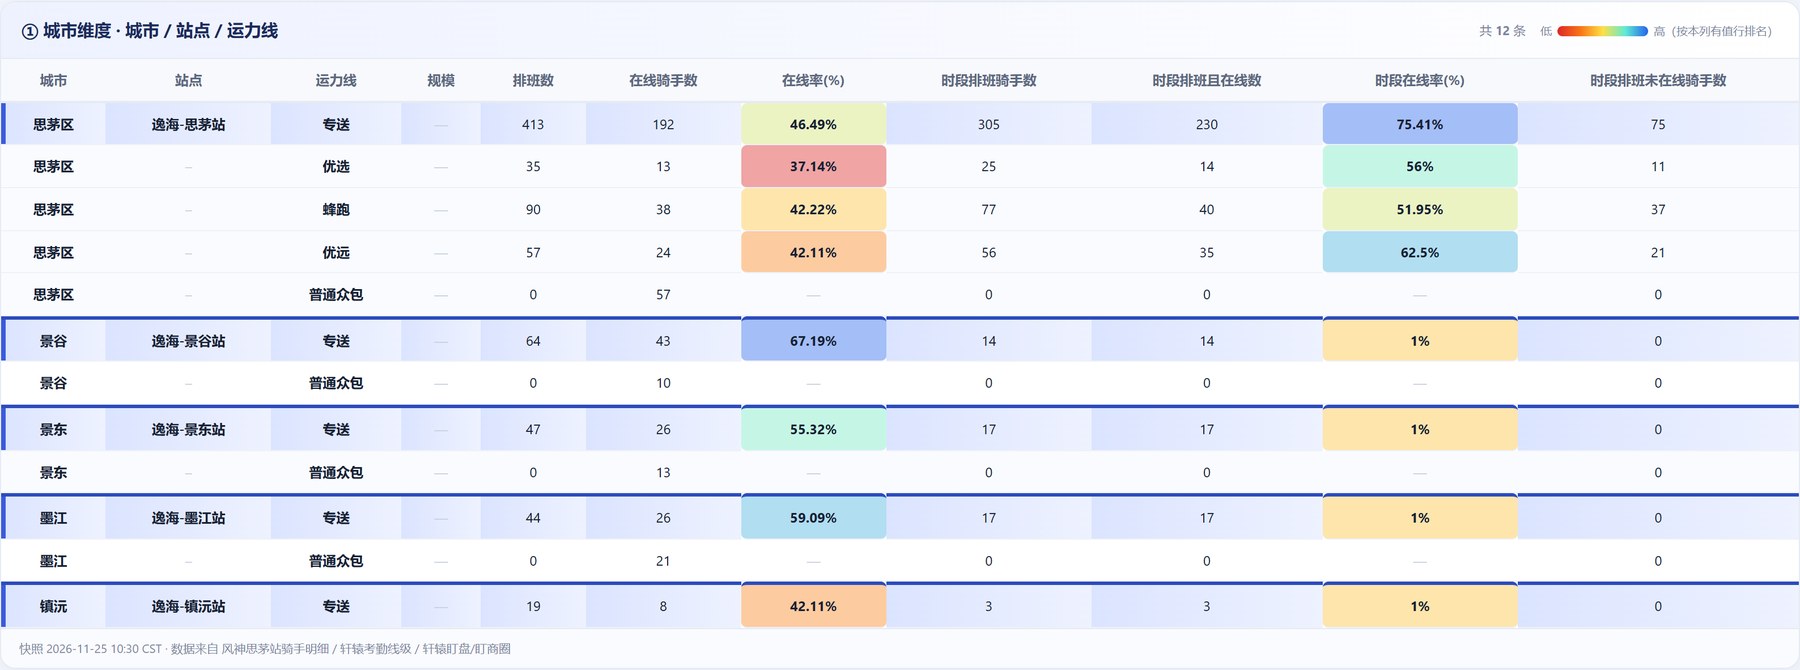 ① 城市维度 · 城市 / 站点 / 运力线
共 12 条 低 高 (按本列有值行排名)
城市 站点 运力线 规模 排班数 在线骑手数 在线率(%) 时段排班骑手数 时段排班且在线数 时段在线率(%) 时段排班未在线骑手数
思茅区 逸海-思茅站 专送 — 413 192 46.49% 305 230 75.41% 75
思茅区 – 优选 — 35 13 37.14% 25 14 56% 11
思茅区 – 蜂跑 — 90 38 42.22% 77 40 51.95% 37
思茅区 – 优远 — 57 24 42.11% 56 35 62.5% 21
思茅区 – 普通众包 — 0 57 — 0 0 — 0
景谷 逸海-景谷站 专送 — 64 43 67.19% 14 14 1% 0
景谷 – 普通众包 — 0 10 — 0 0 — 0
景东 逸海-景东站 专送 — 47 26 55.32% 17 17 1% 0
景东 – 普通众包 — 0 13 — 0 0 — 0
墨江 逸海-墨江站 专送 — 44 26 59.09% 17 17 1% 0
墨江 – 普通众包 — 0 21 — 0 0 — 0
镇沅 逸海-镇沅站 专送 — 19 8 42.11% 3 3 1% 0
快照 2026-11-25 10:30 CST · 数据来自 风神思茅站骑手明细 / 轩辕考勤线级 / 轩辕盯盘/盯商圈